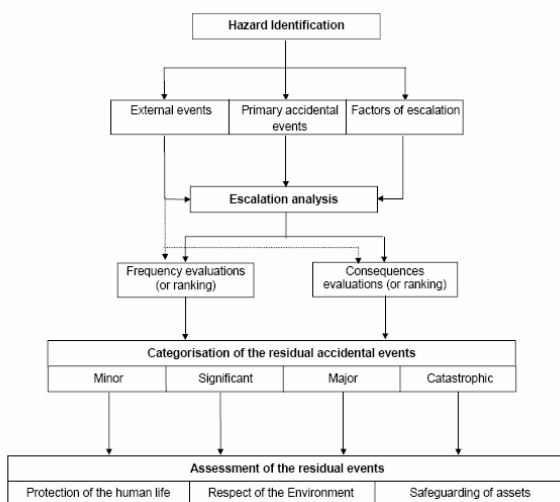 Hazard Identification
External events
Primary accidental
events
Factors of escalation
Escalation analysis
Frequency evaluations
(or ranking)
Consequences
evaluations (or ranking)
Categorisation of the residual accidental events
Minor
Significant
Major
Catastrophic
Assessment of the residual events
Protection of the human life
Respect of the Environment
Safeguarding of assets